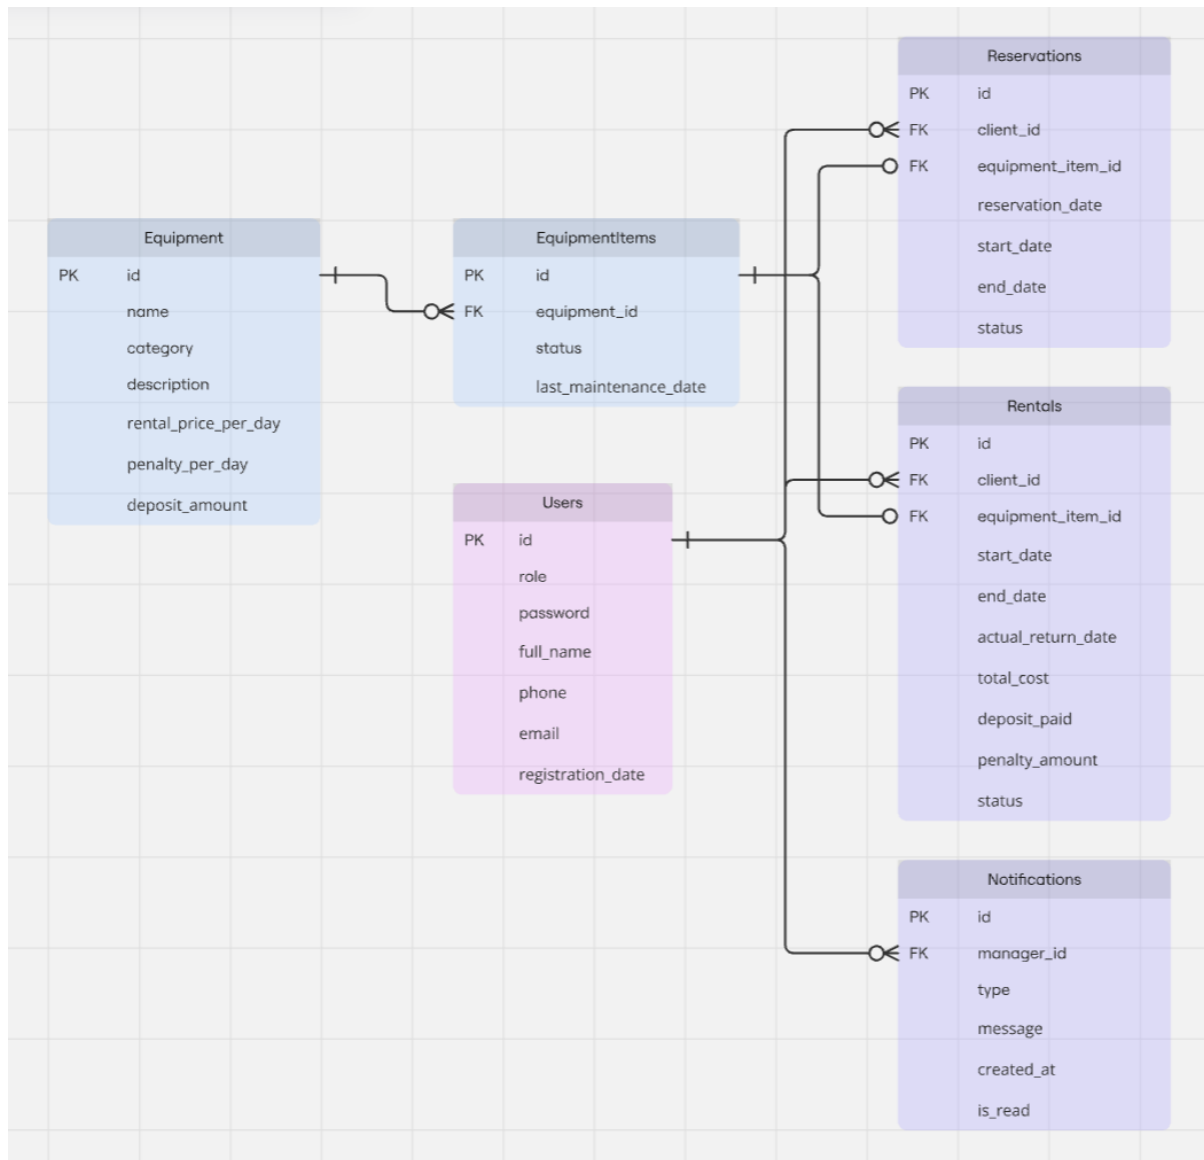 Equipment
PK id
name
category
description
rental_price_per_day
penalty_per_day
deposit_amount
EquipmentItems
PK id
FK equipment_id
status
last_maintenance_date
Users
PK id
role
password
full_name
phone
email
registration_date
Reservations
PK id
FK client_id
FK equipment_item_id
reservation_date
start_date
end_date
status
Rentals
PK id
FK client_id
FK equipment_item_id
start_date
end_date
actual_return_date
total_cost
deposit_paid
penalty_amount
status
Notifications
PK id
FK manager_id
type
message
created_at
is_read